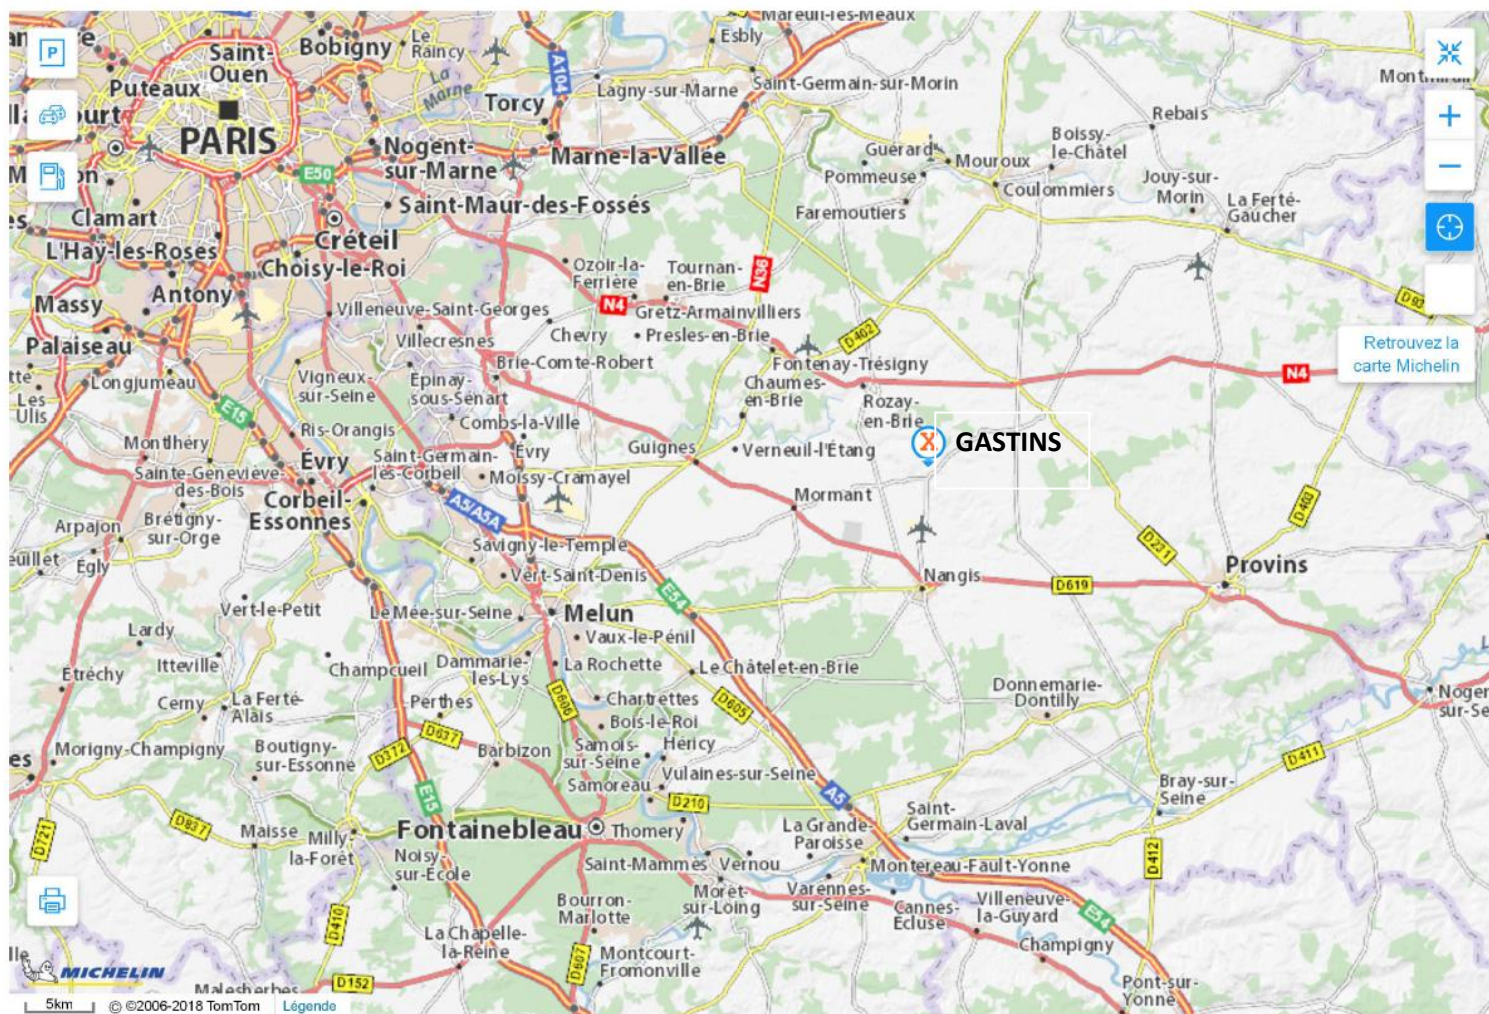 Mareuil-lès-Meaux
Saint-
Ouen
Bobigny
Le
Raincy
Esbly
P
A104
Puteaux
La
Marne
Torcy
Lagny-sur-Marne
Saint-Germain-sur-Morin
Rebais
PARIS
Nogent-
sur-Marne
Marne-la-Vallée
Guérard
Mouroux
Boissy-
le-Châtel
E50
Pommeuse
Coulommiers
Jouy-sur-
Morin
La Ferté-
Gaucher
Clamart
Saint-Maur-des-Fossés
Faremoutiers
L'Haÿ-les-Roses
Créteil
Choisy-le-Roi
Ozoir-la-
Ferrière
Tournan-
en-Brie
N36
Massy
Antony
Villeneuve-Saint-Georges
N4
Gretz-Armainvilliers
Chevry
Presles-en-Brie
D402
Palaiseau
Villecresnes
Brie-Comte-Robert
Fontenay-Trésigny
Retrouvez la
carte Michelin
Les
Ulis
Longjumeau
Vigneux-
sur-Seine
Epinay-
sous-Sénart
Chaumes-
en-Brie
Rozay-
en-Brie
N4
E15
Ris-Orangis
Combs-la-Ville
X
GASTINS
Montlhéry
Évry
Évry
Guignes
Verneuil-l'Étang
Sainte-Geneviève-
des-Bois
Saint-Germain-
lès-Corbeil
Moissy-Cramayel
Corbeil-
Essonnes
A5/A5A
Mormant
D403
Arpajon
Brétigny-
sur-Orge
Savigny-le-Temple
D231
Egly
Vert-Saint-Denis
Nangis
D619
Provins
Vert-le-Petit
Le Mée-sur-Seine
Melun
E54
Lardy
Vaux-le-Pénil
Etréchy
Itteville
Champcueil
Dammarie-
les-Lys
La Rochette
Le Châtelet-en-Brie
Cerny
La Ferté-
Alais
Perthes
D606
Chartrettes
D605
Donnemarie-
Dontilly
Nogent-
sur-Se
Bois-le-Roi
Morigny-Champigny
Boutigny-
sur-Essonne
D372
D637
Barbizon
Samois-
sur-Seine
Héricy
D411
E15
Samoreau
Vulaines-sur-Seine
A5
Bray-sur-
Seine
D721
D837
Maisse
Milly-
la-Forêt
Fontainebleau
D210
Thomery
La Grande-
Paroisse
Saint-
Germain-Laval
Noisy-
sur-École
Saint-Mammès
Vernou
Montereau-Fault-Yonne
D412
D410
Bourron-
Marlotte
Moret-
sur-Loing
Varennes-
sur-Seine
Cannes-
Ecluse
Villeneuve-
la-Guyard
E54
La Chapelle-
la-Reine
D607
Montcourt-
Fromonville
Champigny
MICHELIN
Malesherbes
D152
Pont-sur-
Yonne
5km
© ©2006-2018 TomTom
Légende